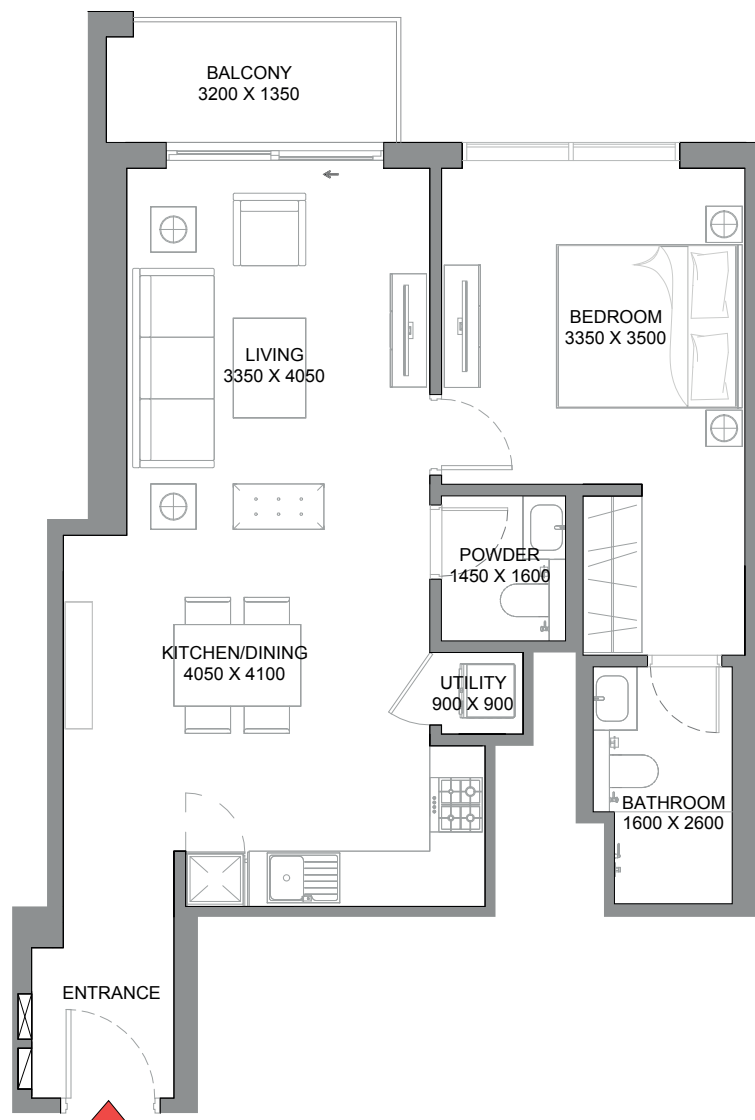 BALCONY
3200 X 1350
LIVING
3350 X 4050
BEDROOM
3350 X 3500
POWDER
1450 X 1600
KITCHEN/DINING
4050 X 4100
UTILITY
900 X 900
BATHROOM
1600 X 2600
ENTRANCE